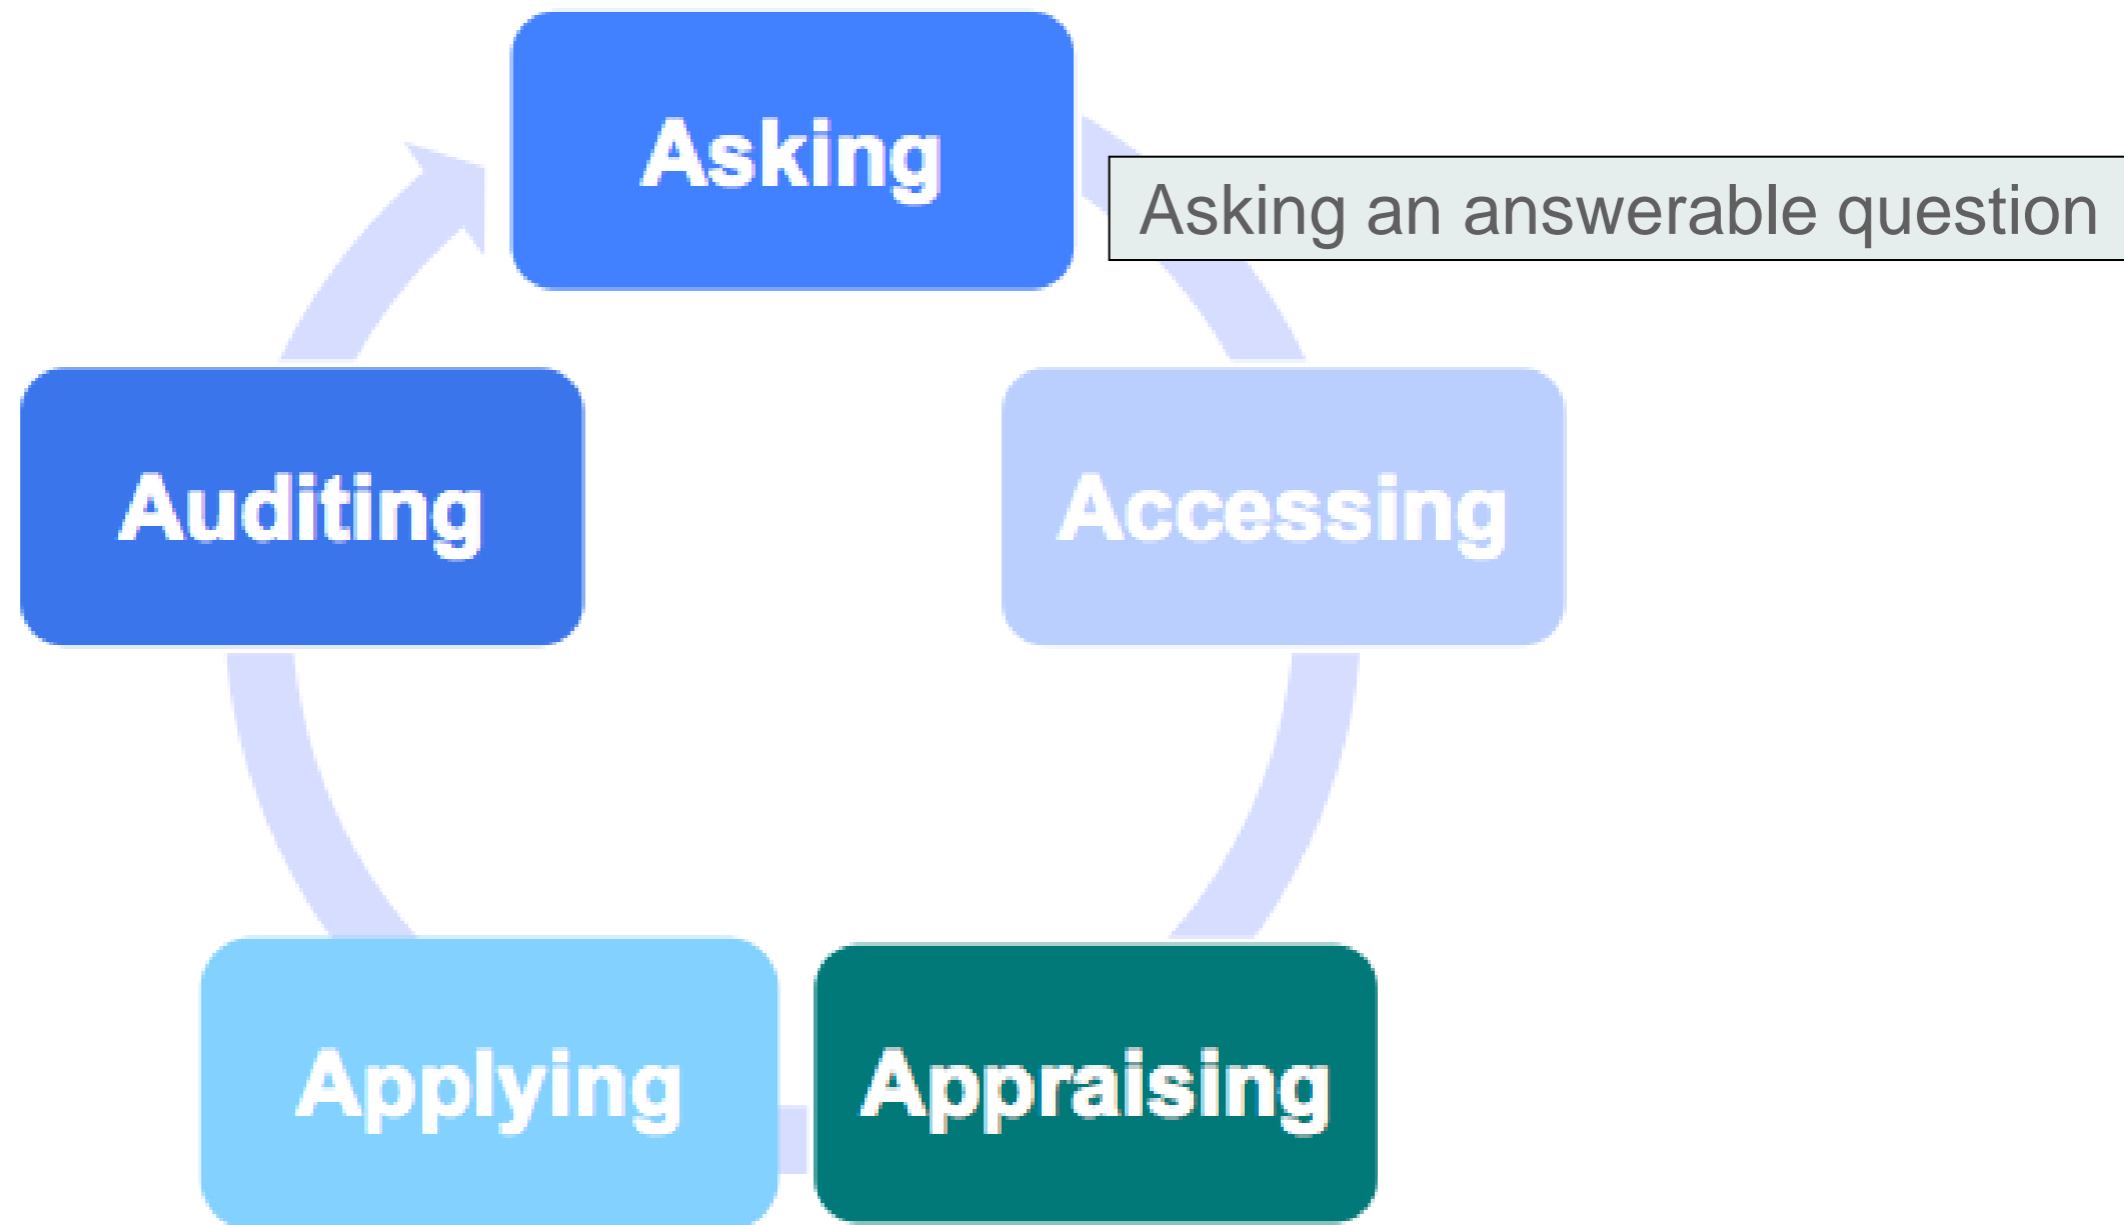 Asking
Asking an answerable question
Auditing
Accessing
Applying
Appraising